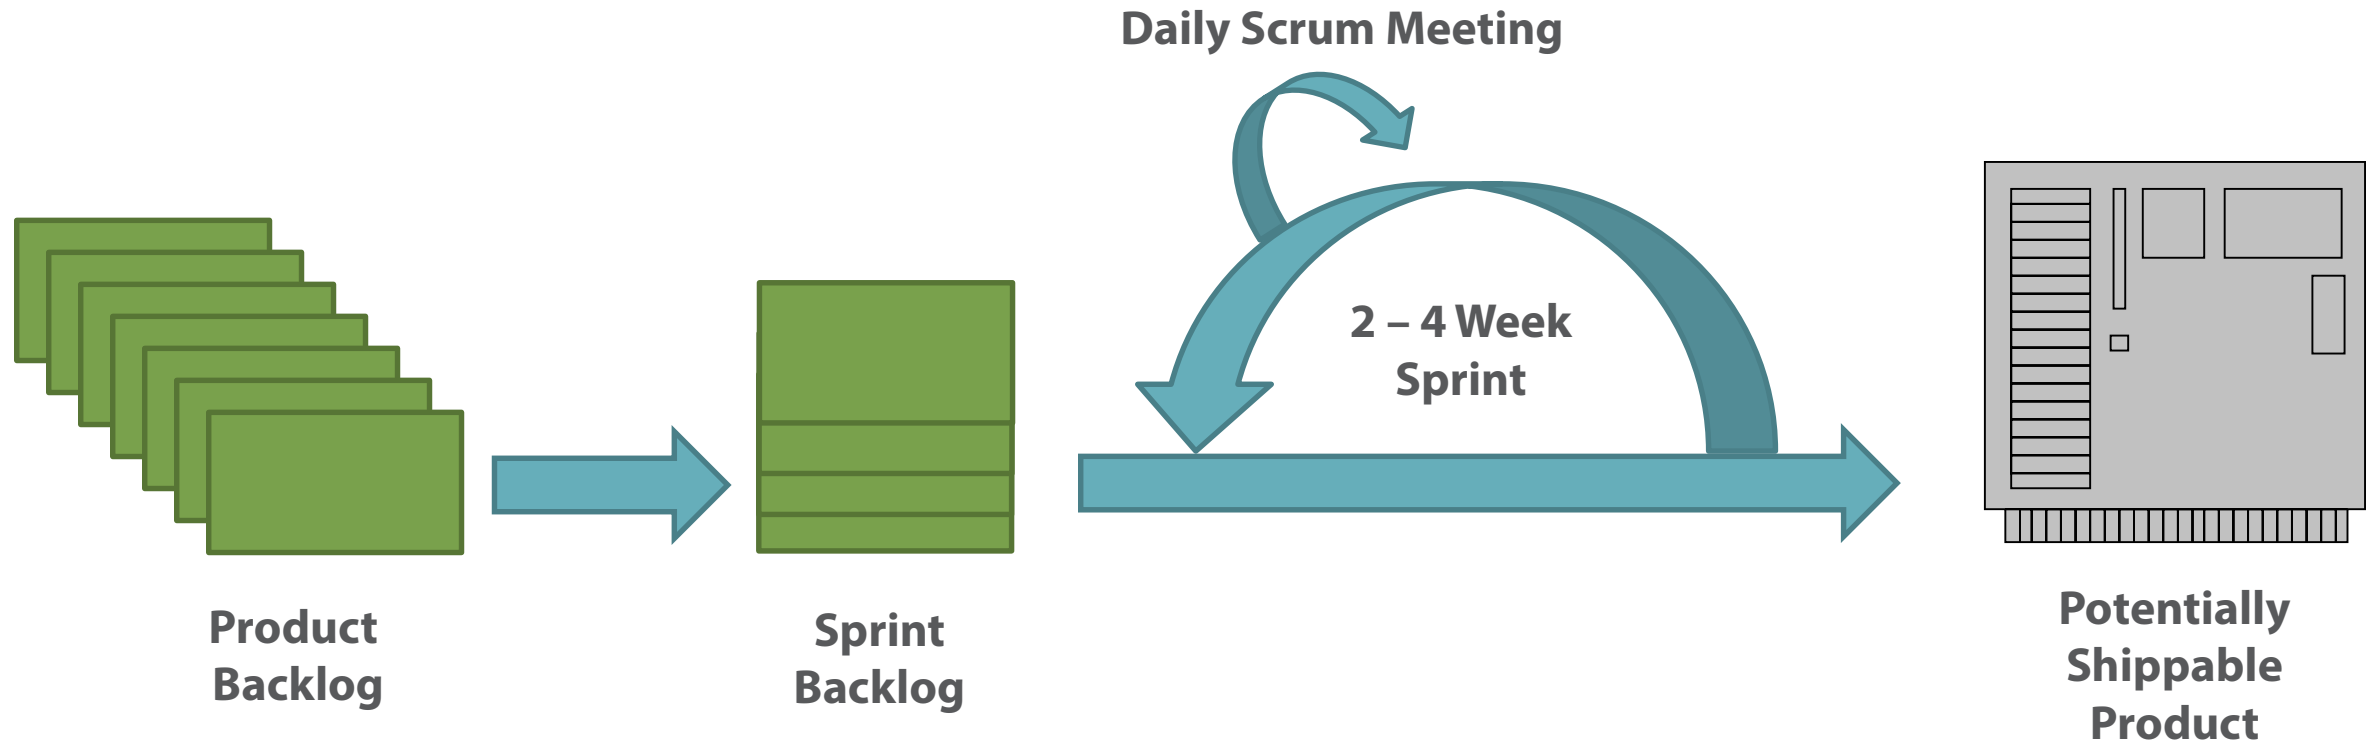 Daily Scrum Meeting
2 – 4 Week
Sprint
Product
Backlog
Sprint
Backlog
Potentially
Shippable
Product